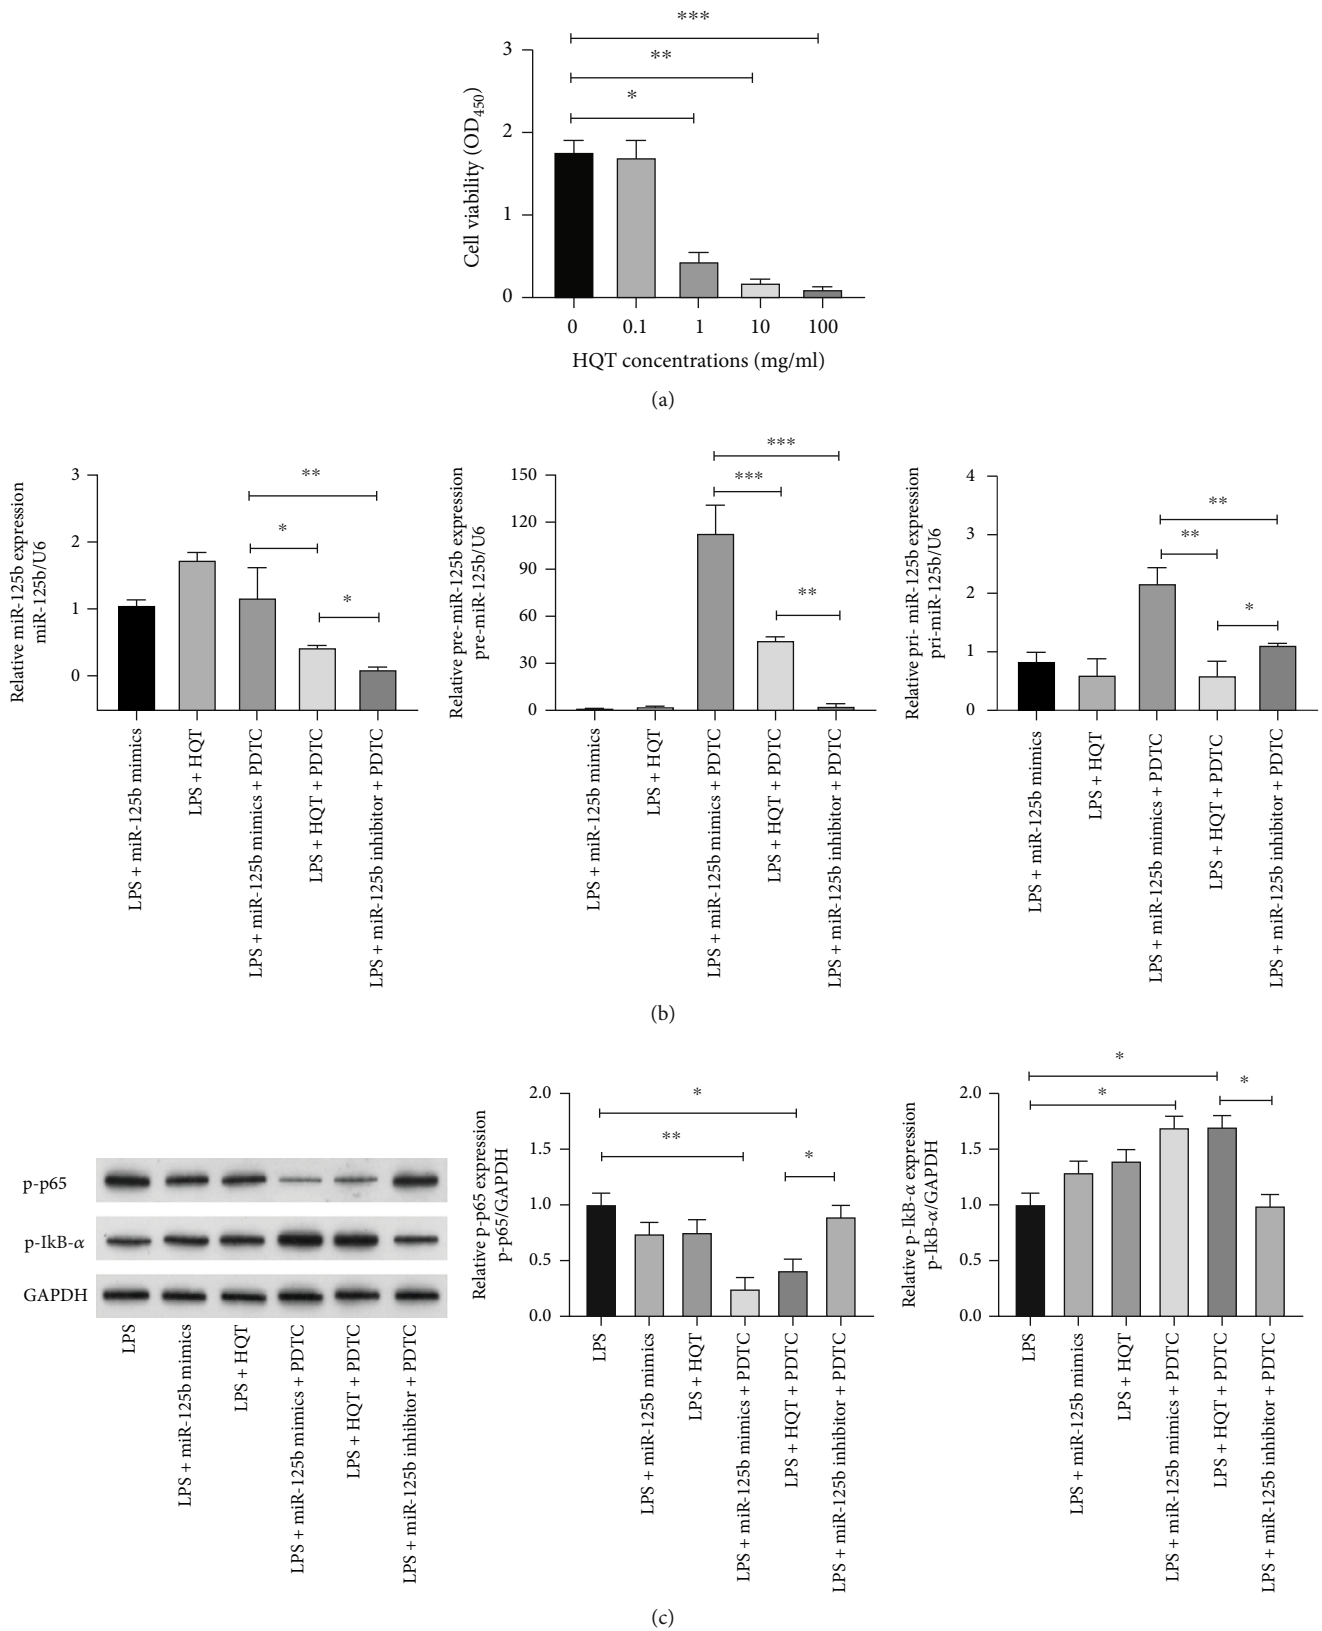 ***
**
*
3
2
1
0
Cell viability (OD450)
0 0.1 1 10 100
HQT concentrations (mg/ml)
(a)
Relative miR-125b expression
miR-125b/U6
3
2
1
0
**
*
*
LPS + miR-125b mimics
LPS + HQT
LPS + miR-125b mimics + PDTC
LPS + HQT + PDTC
LPS + miR-125b inhibitor + PDTC
Relative pre-miR-125b expression
pre-miR-125b/U6
150
120
90
60
30
0
***
***
**
LPS + miR-125b mimics
LPS + HQT
LPS + miR-125b mimics + PDTC
LPS + HQT + PDTC
LPS + miR-125b inhibitor + PDTC
Relative pri- miR-125b expression
pri-miR-125b/U6
4
3
2
1
0
**
**
*
LPS + miR-125b mimics
LPS + HQT
LPS + miR-125b mimics + PDTC
LPS + HQT + PDTC
LPS + miR-125b inhibitor + PDTC
(b)
p-p65
p-IkB-α
GAPDH
LPS
LPS + miR-125b mimics
LPS + HQT
LPS + miR-125b mimics + PDTC
LPS + HQT + PDTC
LPS + miR-125b inhibitor + PDTC
Relative p-p65 expression
p-p65/GAPDH
2.0
1.5
1.0
0.5
0.0
*
**
*
LPS
LPS + miR-125b mimics
LPS + HQT
LPS + miR-125b mimics + PDTC
LPS + HQT + PDTC
LPS + miR-125b inhibitor + PDTC
Relative p-IkB-α expression
p-IkB-α/GAPDH
2.0
1.5
1.0
0.5
0.0
*
*
*
LPS
LPS + miR-125b mimics
LPS + HQT
LPS + miR-125b mimics + PDTC
LPS + HQT + PDTC
LPS + miR-125b inhibitor + PDTC
(c)